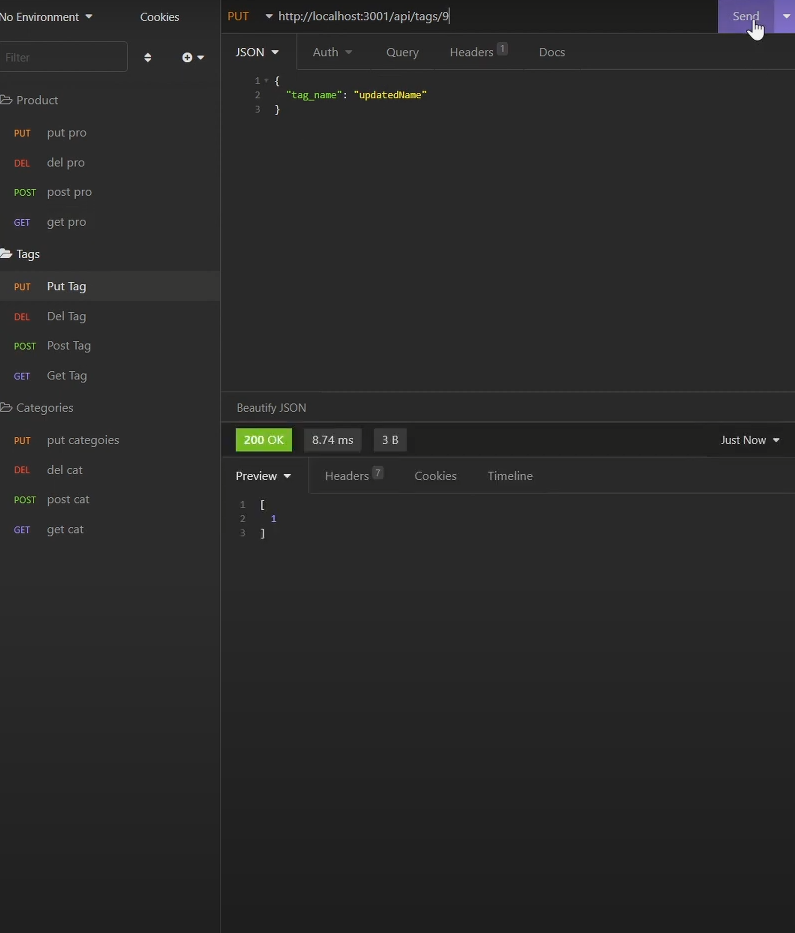 No Environment
Cookies
PUT http://localhost:3001/api/tags/9
Send
Filter
JSON
Auth
Query
Headers 1
Docs
1 {
2 "tag_name": "updatedName"
3 }
Product
PUT put pro
DEL del pro
POST post pro
GET get pro
Tags
PUT Put Tag
DEL Del Tag
POST Post Tag
GET Get Tag
Categories
PUT put categoies
DEL del cat
POST post cat
GET get cat
Beautify JSON
200 OK
8.74 ms
3 B
Just Now
Preview
Headers 7
Cookies
Timeline
1 [
2 1
3 ]